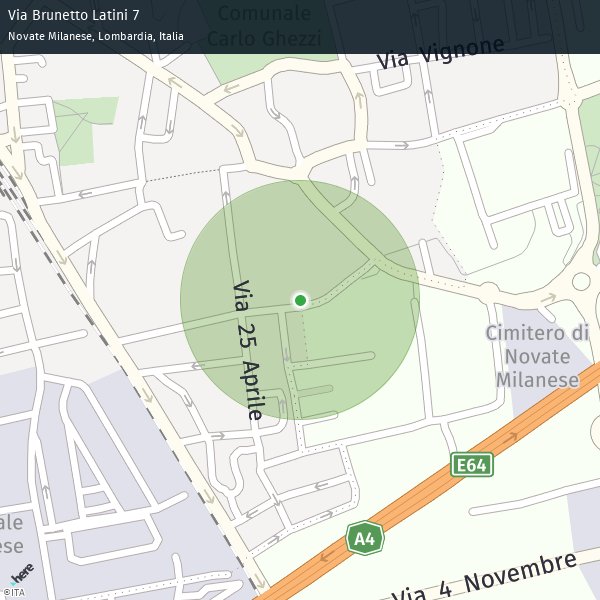 Via Brunetto Latini 7
Novate Milanese, Lombardia, Italia
Comunale
Carlo Ghezzi
Via Vignone
Via 25 Aprile
Cimitero di
Novate
Milanese
E64
A4
ale
ese
Via 4 Novembre
here
©ITA